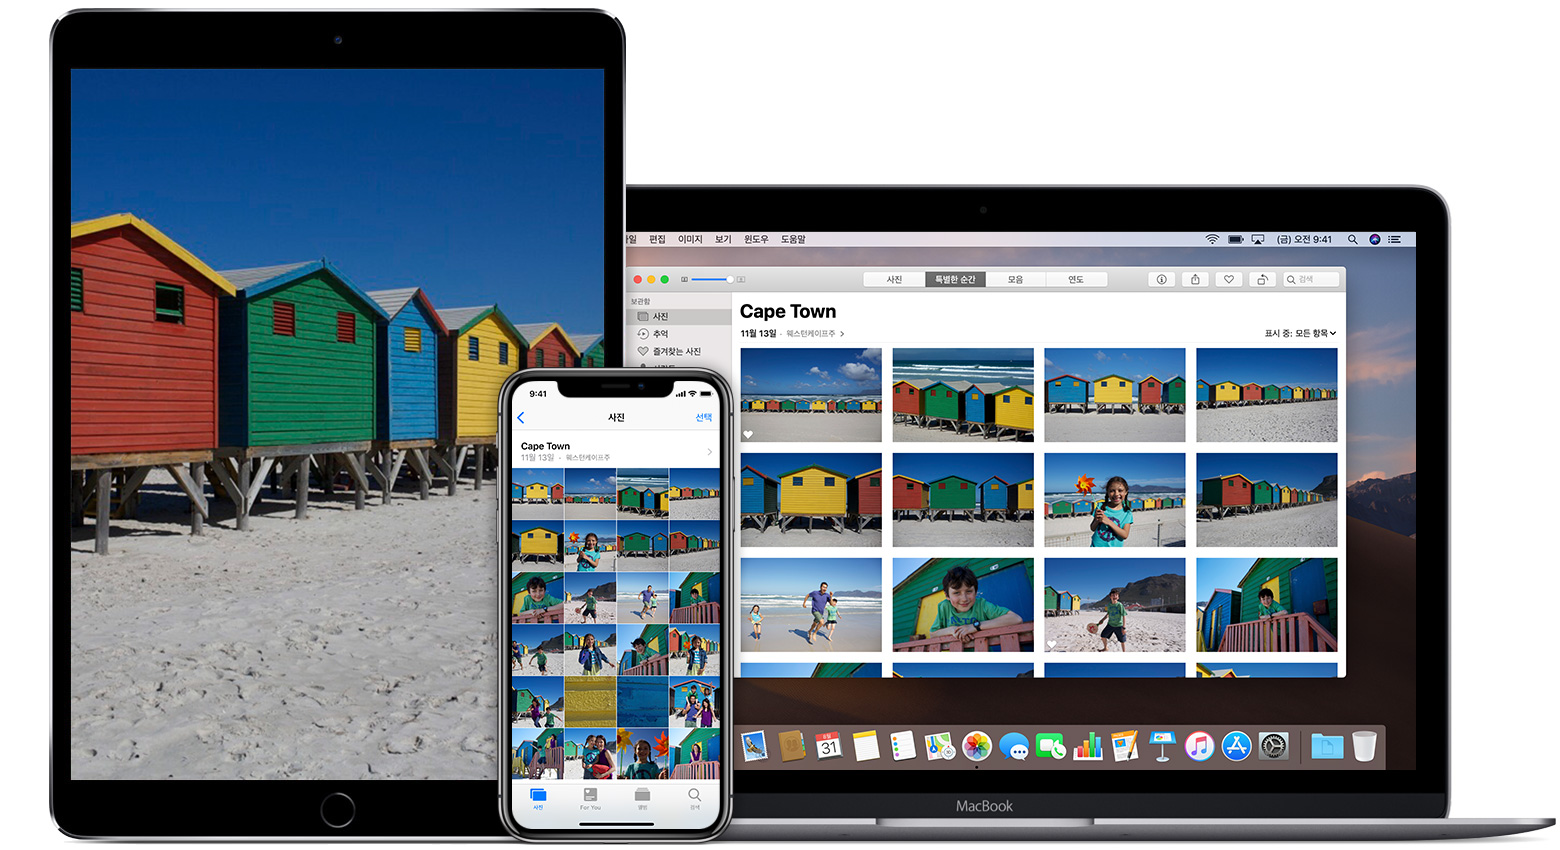 일 편집 이미지 보기 윈도우 도움말
(금) 오전 9:41
사진 특별한 순간 모음 연도
검색
보관함
사진
추억
즐겨찾는 사진
Cape Town
11월 13일 · 웨스턴케이프주 >
표시 중: 모든 항목
9:41
사진
선택
Cape Town
11월 13일 · 웨스턴케이프주
사진
For You
앨범
검색
31
MacBook